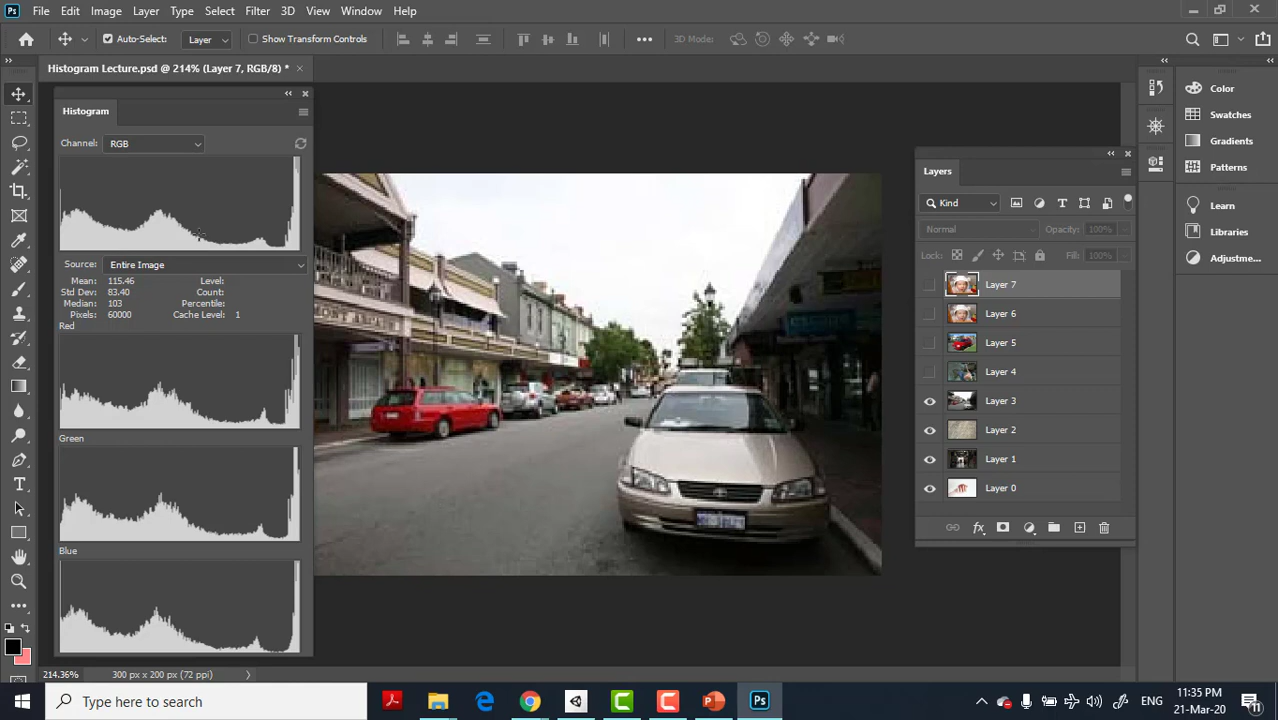 Ps File Edit Image Layer Type Select Filter 3D View Window Help
Auto-Select: Layer Show Transform Controls 3D Mode:
Histogram Lecture.psd @ 214% (Layer 7, RGB/8) *
Histogram
Channel: RGB
Source: Entire Image
Mean: 115.46 Level:
Std Dev: 83.40 Count:
Median: 103 Percentile:
Pixels: 60000 Cache Level: 1
Red
Green
Blue
Layers
Kind
Normal Opacity: 100%
Lock: Fill: 100%
Layer 7
Layer 6
Layer 5
Layer 4
Layer 3
Layer 2
Layer 1
Layer 0
Color
Swatches
Gradients
Patterns
Learn
Libraries
Adjustme...
214.36% 300 px x 200 px (72 ppi)
Type here to search
ENG
11:35 PM
21-Mar-20
11